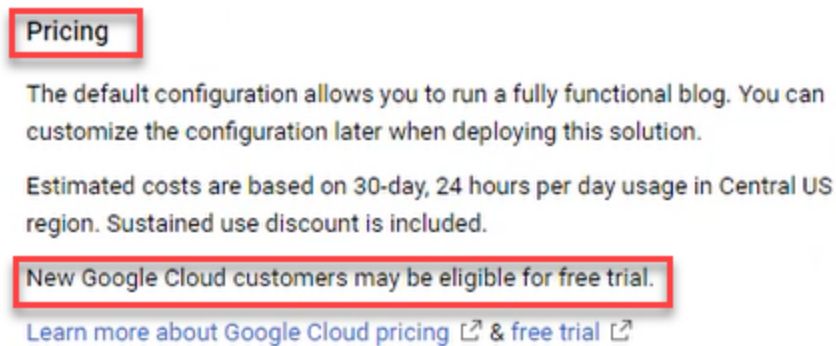 Pricing
The default configuration allows you to run a fully functional blog. You can
customize the configuration later when deploying this solution.
Estimated costs are based on 30-day, 24 hours per day usage in Central US
region. Sustained use discount is included.
New Google Cloud customers may be eligible for free trial.
Learn more about Google Cloud pricing & free trial